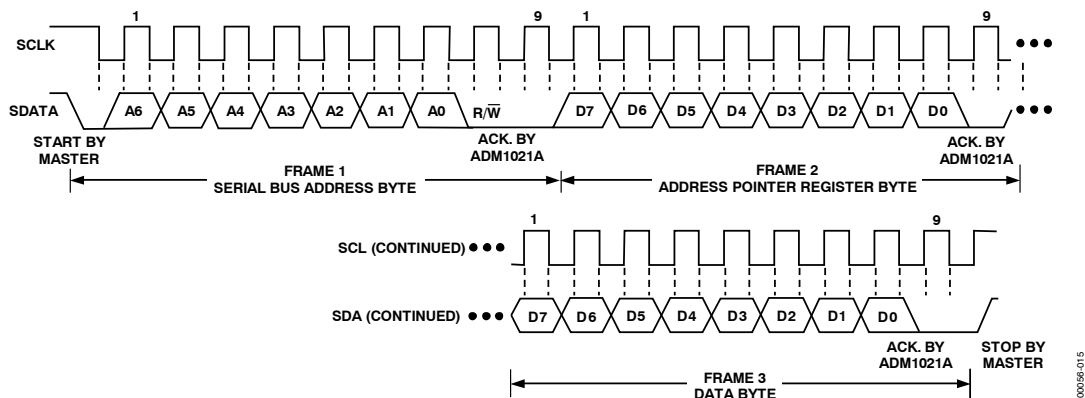 1 9 1 9
SCLK
SDATA A6 A5 A4 A3 A2 A1 A0 R/W̅ D7 D6 D5 D4 D3 D2 D1 D0
START BY
MASTER
ACK. BY
ADM1021A
ACK. BY
ADM1021A
FRAME 1
SERIAL BUS ADDRESS BYTE
FRAME 2
ADDRESS POINTER REGISTER BYTE
1 9
SCL (CONTINUED)
SDA (CONTINUED) D7 D6 D5 D4 D3 D2 D1 D0
ACK. BY
ADM1021A
STOP BY
MASTER
FRAME 3
DATA BYTE
00056-015